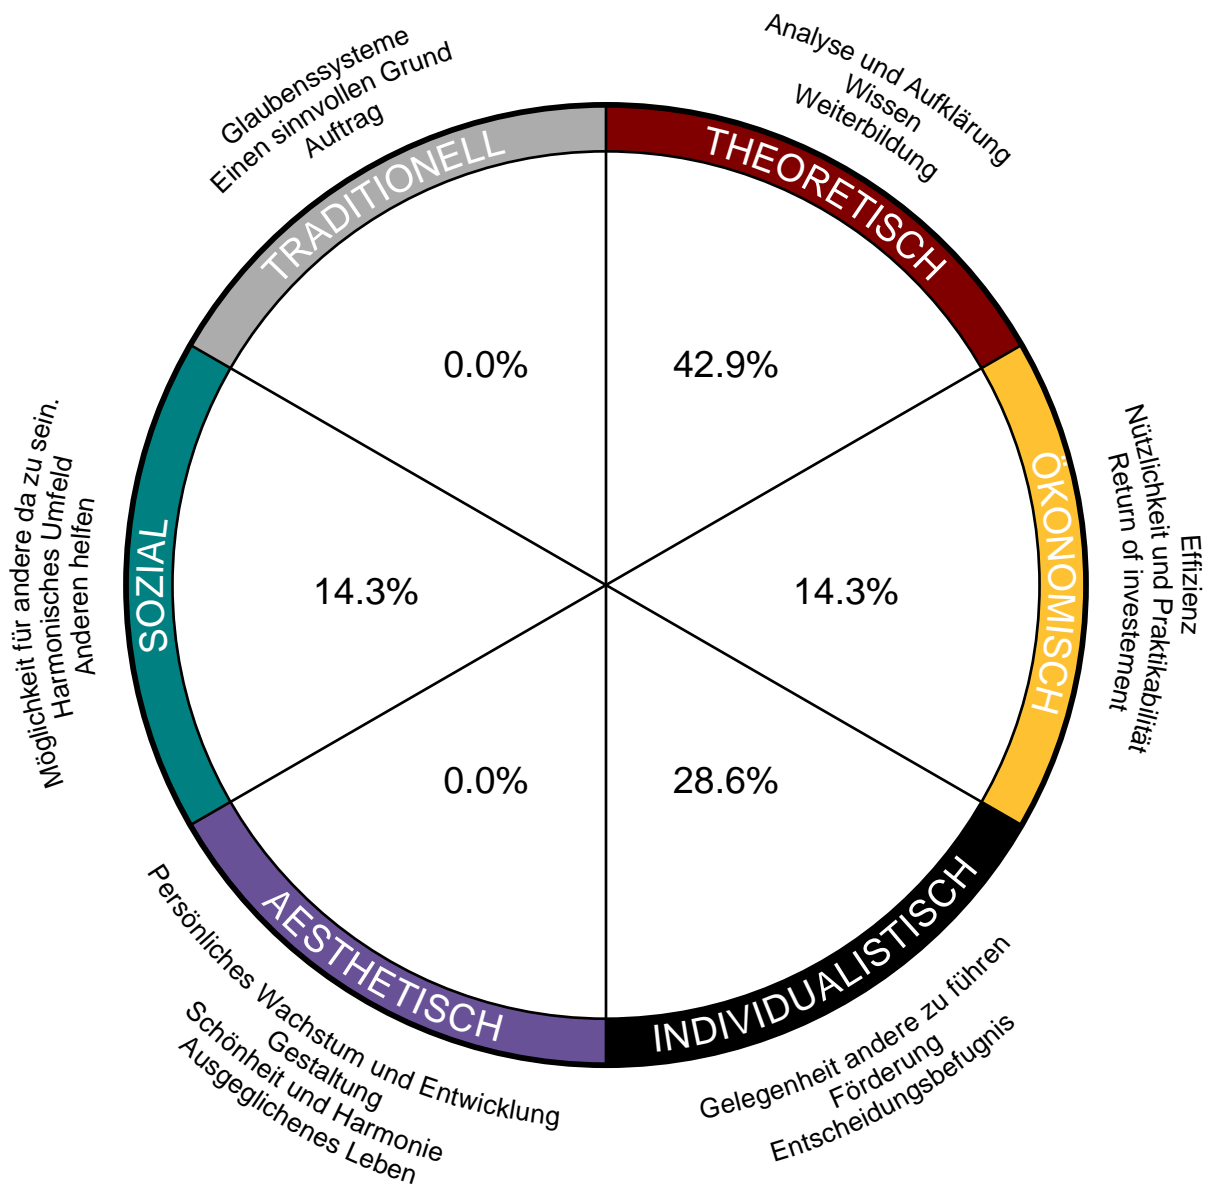 Glaubenssysteme
Einen sinnvollen Grund
Auftrag
TRADITIONELL
0.0%
Analyse und Aufklärung
Wissen
Weiterbildung
THEORETISCH
42.9%
Effizienz
Nützlichkeit und Praktikabilität
Return of investement
ÖKONOMISCH
14.3%
Möglichkeit für andere da zu sein.
Harmonisches Umfeld
Anderen helfen
SOZIAL
14.3%
0.0%
AESTHETISCH
Persönliches Wachstum und Entwicklung
Gestaltung
Schönheit und Harmonie
Ausgeglichenes Leben
28.6%
INDIVIDUALISTISCH
Gelegenheit andere zu führen
Förderung
Entscheidungsbefugnis